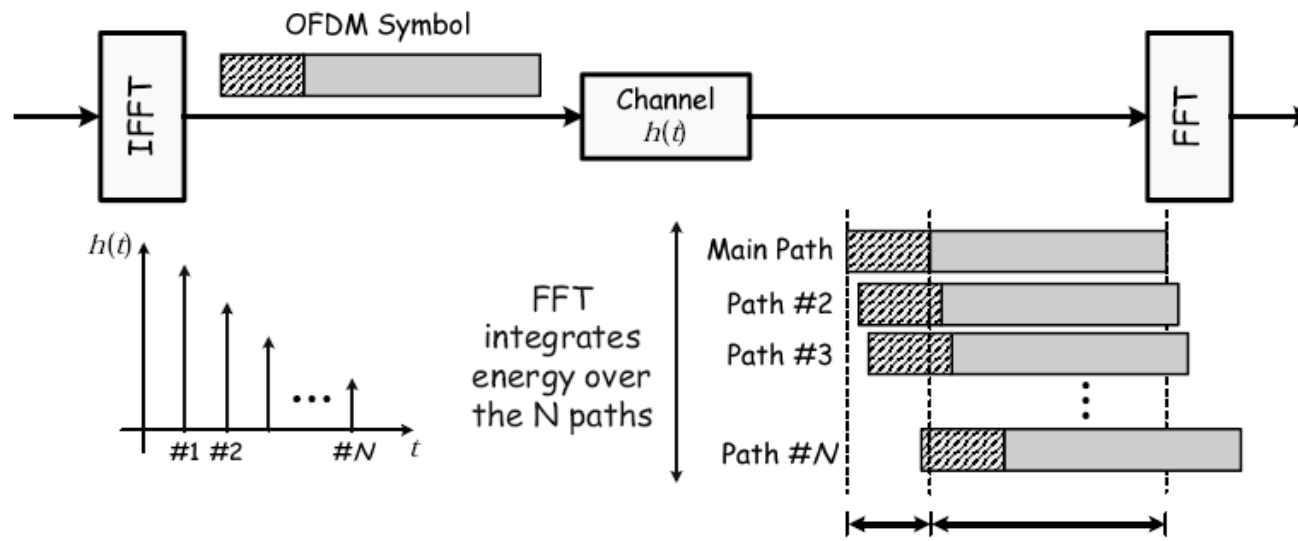 OFDM Symbol
IFFT
Channel
h(t)
FFT
h(t)
#1 #2 #N t
FFT
integrates
energy over
the N paths
Main Path
Path #2
Path #3
Path #N